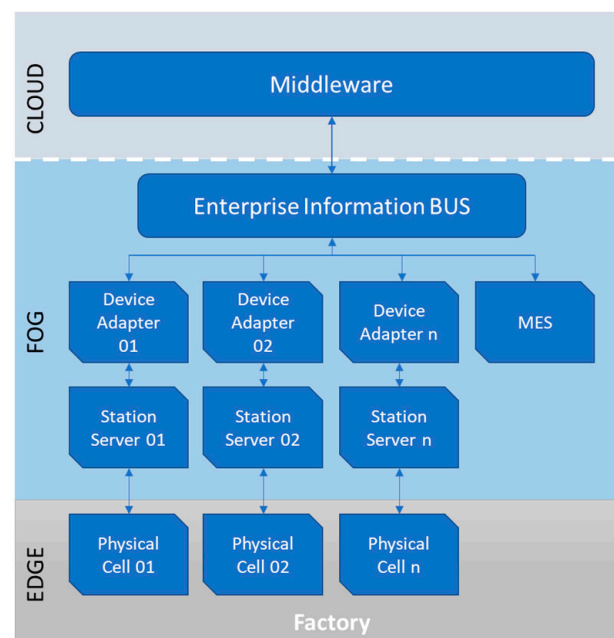 CLOUD
Middleware
FOG
Enterprise Information BUS
Device
Adapter
01
Device
Adapter
02
Device
Adapter n
MES
Station
Server 01
Station
Server 02
Station
Server n
EDGE
Physical
Cell 01
Physical
Cell 02
Physical
Cell n
Factory